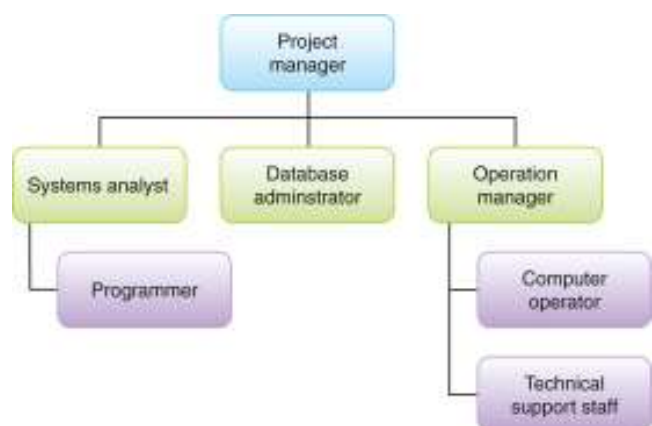 Project
manager
Systems analyst
Database
adminstrator
Operation
manager
Programmer
Computer
operator
Technical
support staff